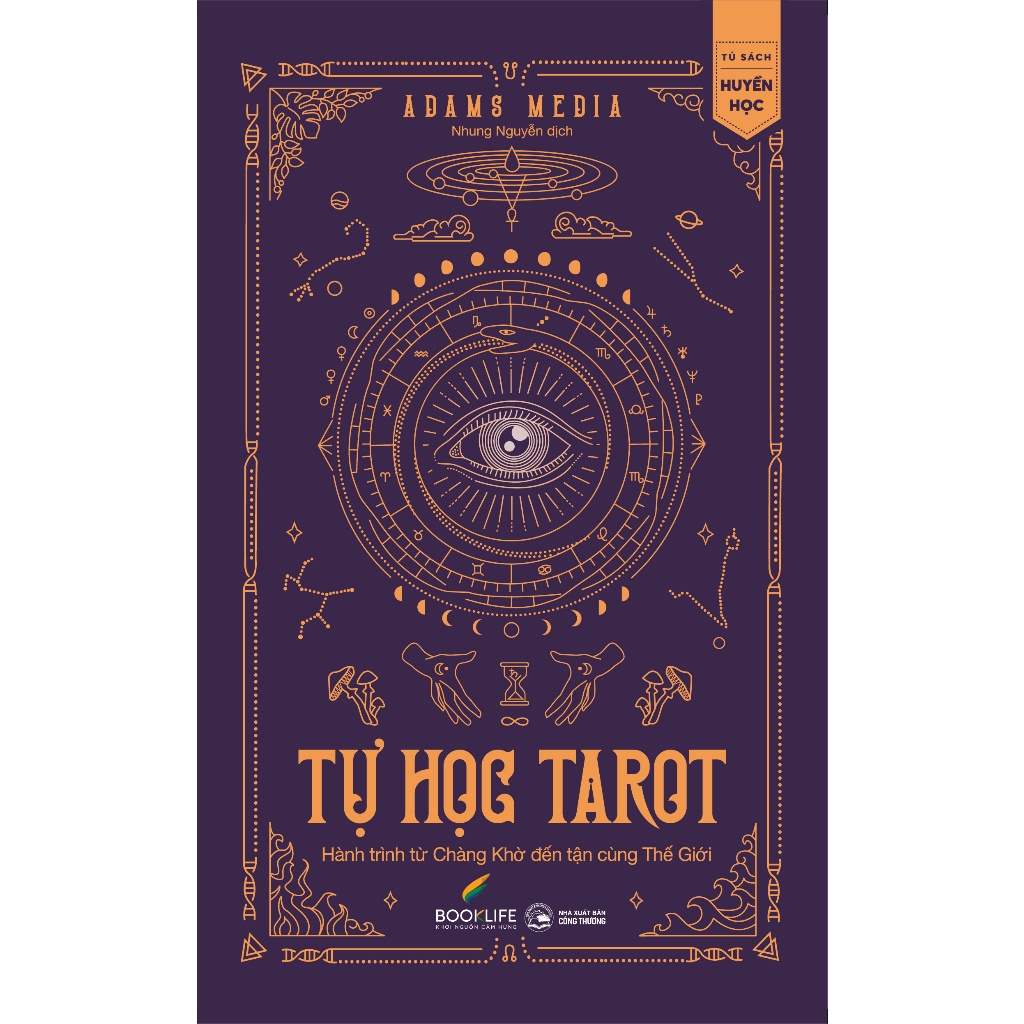 TỦ SÁCH
HUYỀN
HỌC
ADAMS MEDIA
Nhung Nguyễn dịch
TỰ HỌC TAROT
Hành trình từ Chàng Khờ đến tận cùng Thế Giới
BOOKLIFE
KHƠI NGUỒN CẢM HỨNG
NHÀ XUẤT BẢN
CÔNG THƯƠNG